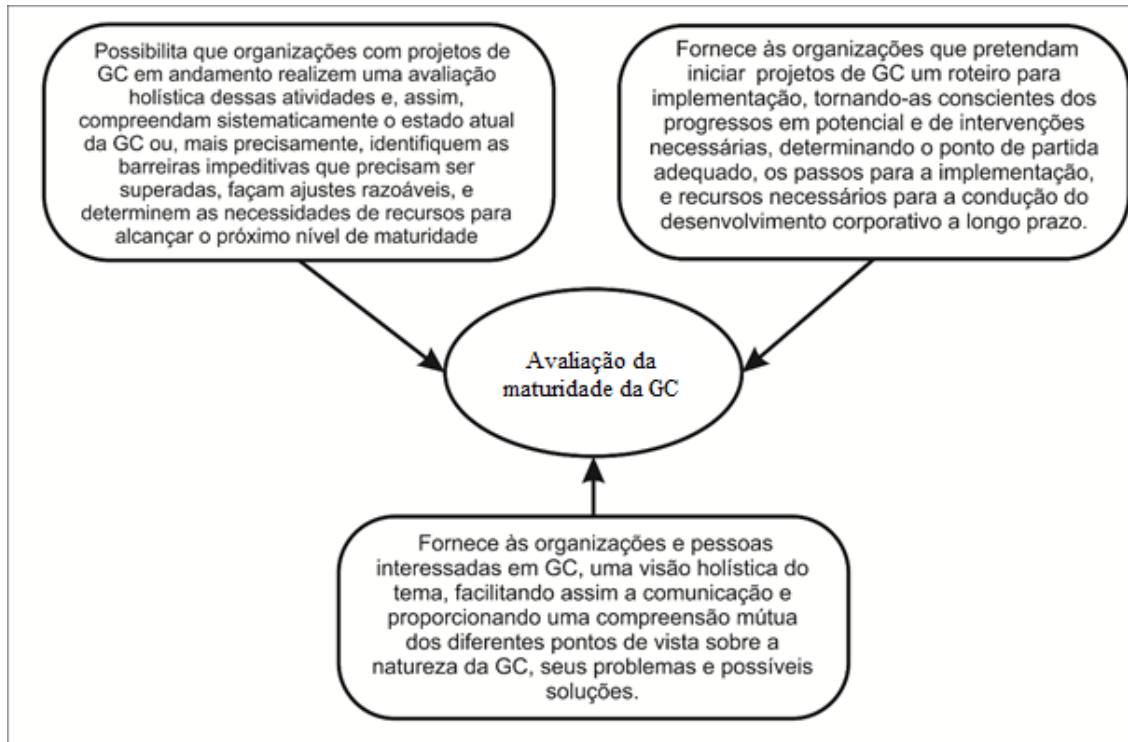 Possibilita que organizações com projetos de
GC em andamento realizem uma avaliação
holística dessas atividades e, assim,
compreendam sistematicamente o estado atual
da GC ou, mais precisamente, identifiquem as
barreiras impeditivas que precisam ser
superadas, façam ajustes razoáveis, e
determinem as necessidades de recursos para
alcançar o próximo nível de maturidade
Fornece às organizações que pretendam
iniciar projetos de GC um roteiro para
implementação, tornando-as conscientes dos
progressos em potencial e de intervenções
necessárias, determinando o ponto de partida
adequado, os passos para a implementação,
e recursos necessários para a condução do
desenvolvimento corporativo a longo prazo.
Avaliação da
maturidade da GC
Fornece às organizações e pessoas
interessadas em GC, uma visão holística do
tema, facilitando assim a comunicação e
proporcionando uma compreensão mútua
dos diferentes pontos de vista sobre a
natureza da GC, seus problemas e possíveis
soluções.